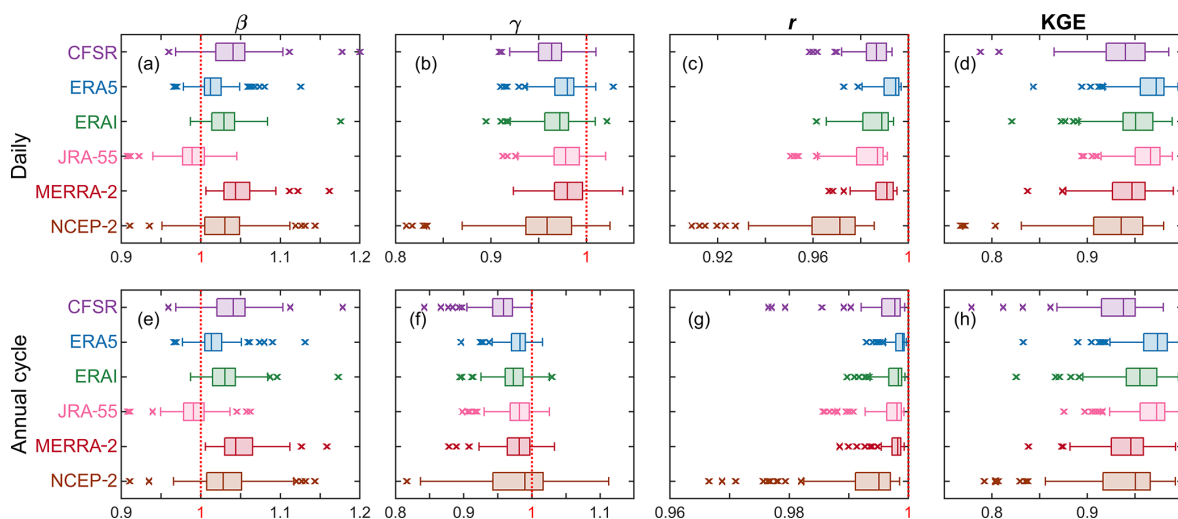 β γ r KGE
Daily
CFSR
ERA5
ERAI
JRA-55
MERRA-2
NCEP-2
(a) (b) (c) (d)
0.9 1 1.1 1.2 0.8 0.9 1 0.92 0.96 1 0.8 0.9
Annual cycle
CFSR
ERA5
ERAI
JRA-55
MERRA-2
NCEP-2
(e) (f) (g) (h)
0.9 1 1.1 1.2 0.8 0.9 1 1.1 0.96 0.98 1 0.8 0.9